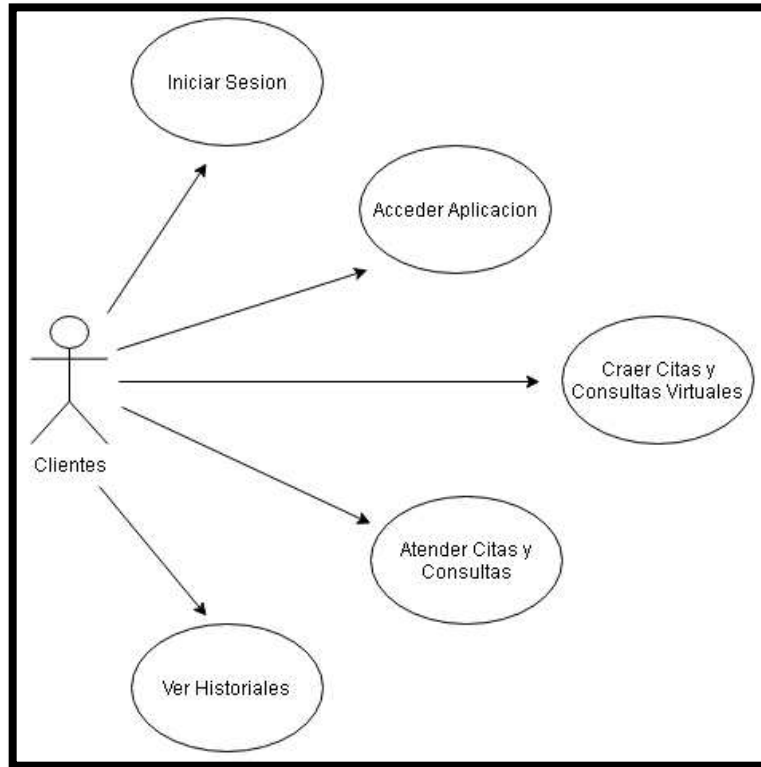 Iniciar Sesion
Acceder Aplicacion
Craer Citas y
Consultas Virtuales
Clientes
Atender Citas y
Consultas
Ver Historiales